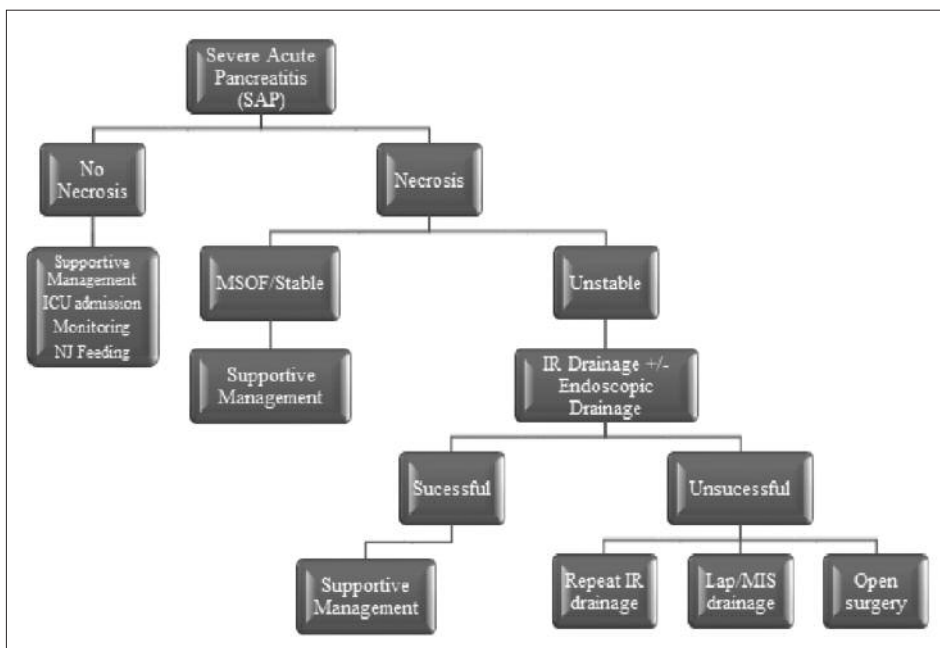 Severe Acute
Pancreatitis
(SAP)
No
Necrosis
Necrosis
Supportive
Management
ICU admission
Monitoring
NJ Feeding
MSOF/Stable
Unstable
Supportive
Management
IR Drainage +/-
Endoscopic
Drainage
Sucessful
Unsucessful
Supportive
Management
Repeat IR
drainage
Lap/MIS
drainage
Open
surgery